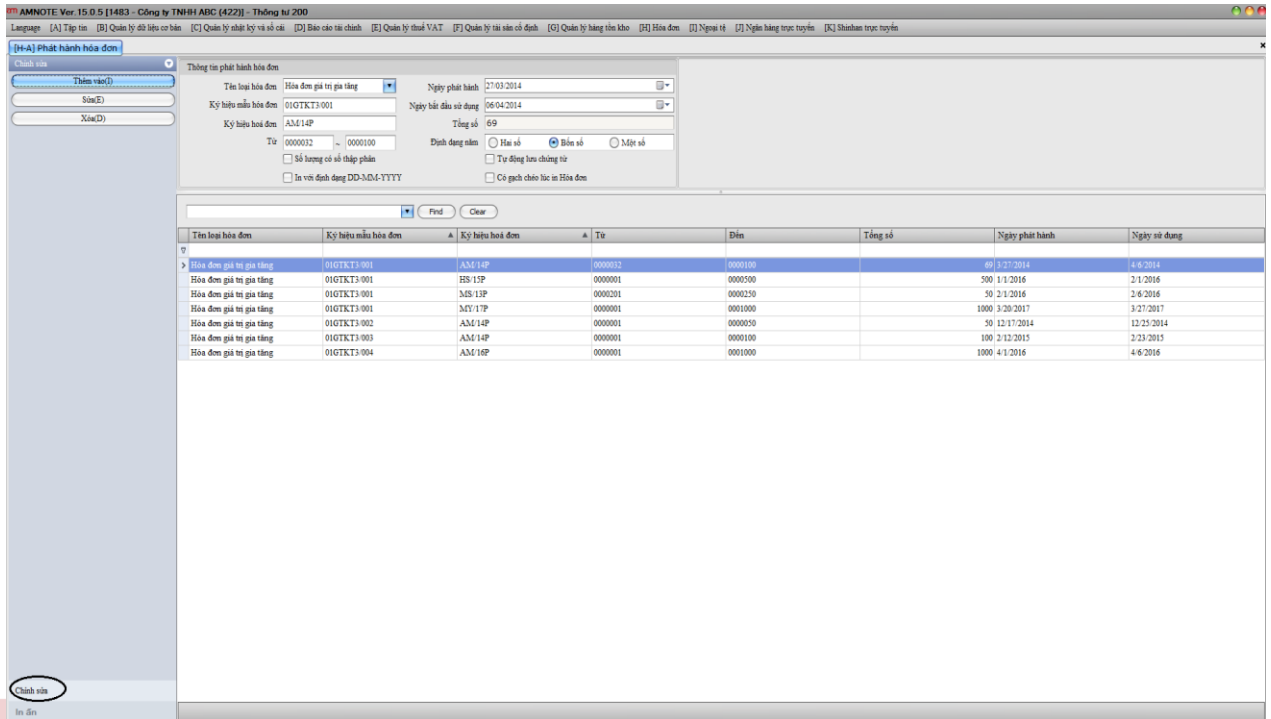 AMNOTE Ver.15.0.5 [1483 - Công ty TNHH ABC (422)] - Thông tư 200
Language [A] Tập tin [B] Quản lý dữ liệu cơ bản [C] Quản lý nhật ký và sổ cái [D] Báo cáo tài chính [E] Quản lý thuế VAT [F] Quản lý tài sản cố định [G] Quản lý hàng tồn kho [H] Hóa đơn [I] Ngoại tệ [J] Ngân hàng trực tuyến [K] Shinhan trực tuyến
[H-A] Phát hành hóa đơn x
Chỉnh sửa
Thêm vào(I)
Sửa(E)
Xóa(D)
Thông tin phát hành hóa đơn
Tên loại hóa đơn Hóa đơn giá trị gia tăng Ngày phát hành 27/03/2014
Ký hiệu mẫu hóa đơn 01GTKT3/001 Ngày bắt đầu sử dụng 06/04/2014
Ký hiệu hoá đơn AM/14P Tổng số 69
Từ 0000032 ~ 0000100 Định dạng năm Hai số Bốn số Một số
Số lượng có số thập phân Tự động lưu chứng từ
In với định dạng DD-MM-YYYY Có gạch chéo lúc in Hóa đơn
Find Clear
Tên loại hóa đơn Ký hiệu mẫu hóa đơn Ký hiệu hoá đơn Từ Đến Tổng số Ngày phát hành Ngày sử dụng
Hóa đơn giá trị gia tăng 01GTKT3/001 AM/14P 0000032 0000100 69 3/27/2014 4/6/2014
Hóa đơn giá trị gia tăng 01GTKT3/001 HS/15P 0000001 0000500 500 1/1/2016 2/1/2016
Hóa đơn giá trị gia tăng 01GTKT3/001 MS/13P 0000201 0000250 50 2/1/2016 2/6/2016
Hóa đơn giá trị gia tăng 01GTKT3/001 MY/17P 0000001 0001000 1000 3/20/2017 3/27/2017
Hóa đơn giá trị gia tăng 01GTKT3/002 AM/14P 0000001 0000050 50 12/17/2014 12/25/2014
Hóa đơn giá trị gia tăng 01GTKT3/003 AM/14P 0000001 0000100 100 2/12/2015 2/23/2015
Hóa đơn giá trị gia tăng 01GTKT3/004 AM/16P 0000001 0001000 1000 4/1/2016 4/6/2016
Chỉnh sửa
In ấn